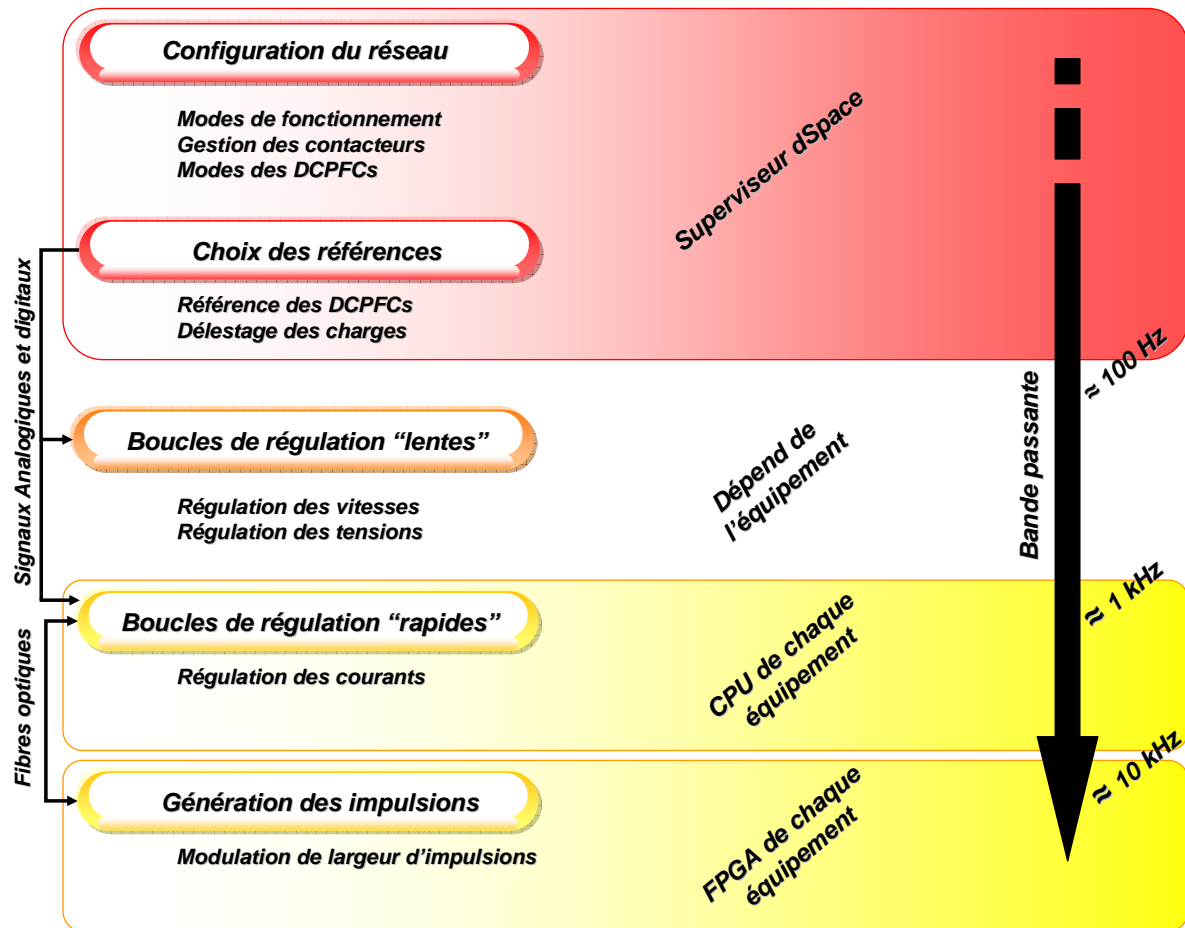 Configuration du réseau
Modes de fonctionnement
Gestion des contacteurs
Modes des DCPFCs
Superviseur dSpace
Choix des références
Référence des DCPFCs
Délestage des charges
Signaux Analogiques et digitaux
≈ 100 Hz
Bande passante
Boucles de régulation “lentes”
Régulation des vitesses
Régulation des tensions
Dépend de
l’équipement
≈ 1 kHz
Boucles de régulation “rapides”
Régulation des courants
CPU de chaque
équipement
Fibres optiques
≈ 10 kHz
Génération des impulsions
Modulation de largeur d’impulsions
FPGA de chaque
équipement